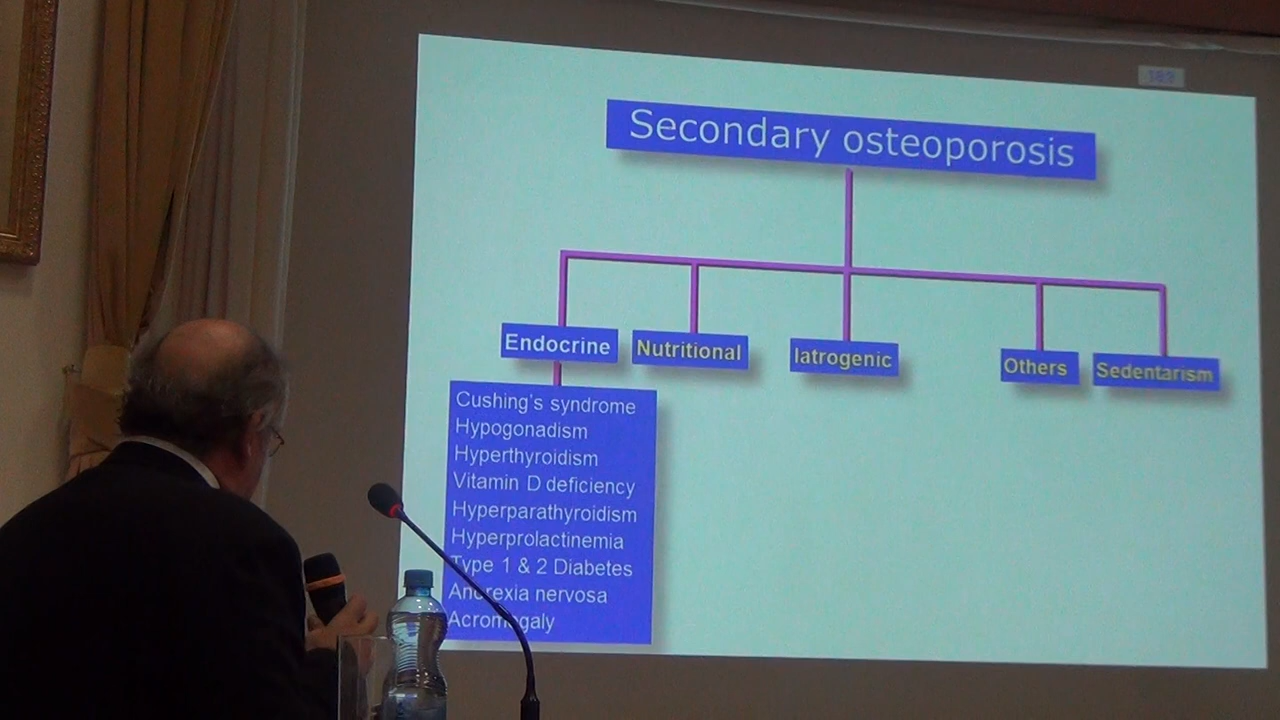 Secondary osteoporosis
Endocrine
Nutritional
Iatrogenic
Others
Sedentarism
Cushing's syndrome
Hypogonadism
Hyperthyroidism
Vitamin D deficiency
Hyperparathyroidism
Hyperprolactinemia
Type 1 & 2 Diabetes
Anorexia nervosa
Acromegaly